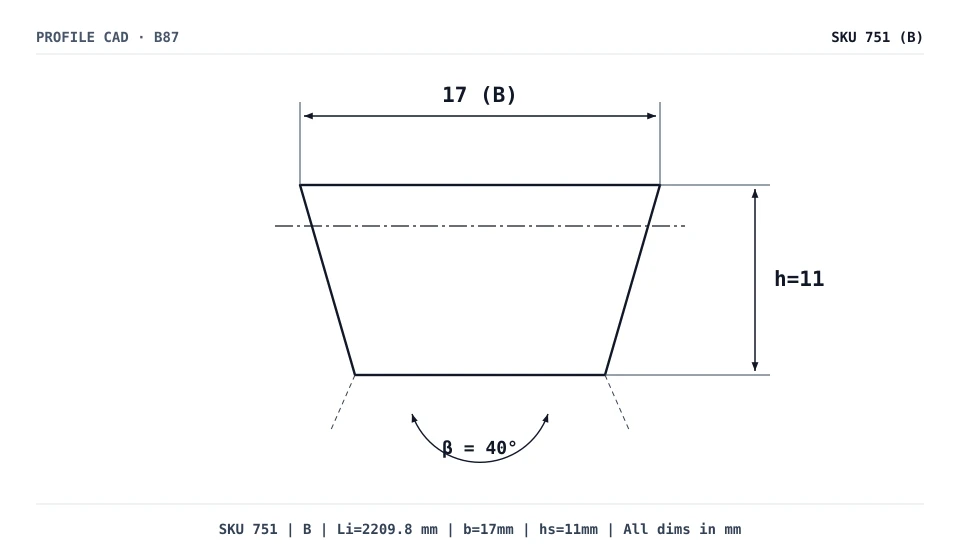 PROFILE CAD · B87
SKU 751 (B)
17 (B)
h=11
β = 40°
SKU 751 | B | Li=2209.8 mm | b=17mm | hs=11mm | All dims in mm